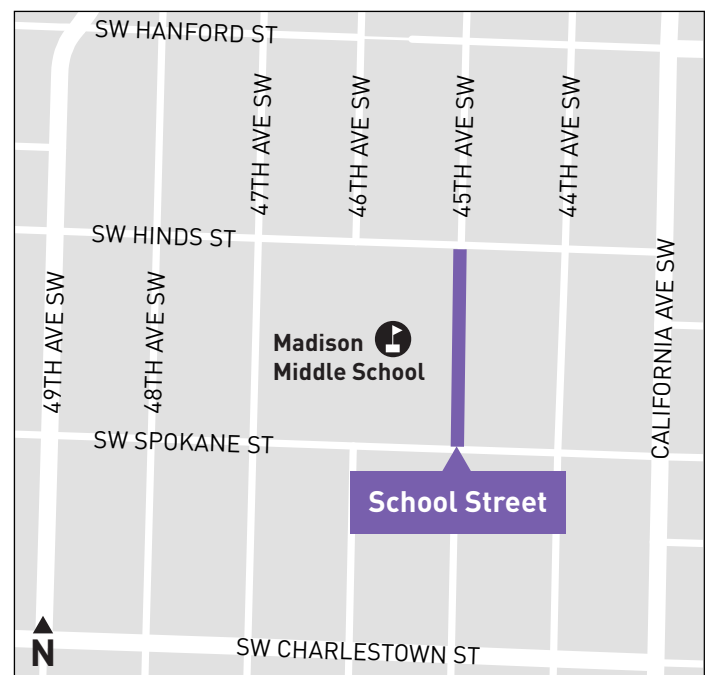 SW HANFORD ST
47TH AVE SW
46TH AVE SW
45TH AVE SW
44TH AVE SW
SW HINDS ST
49TH AVE SW
48TH AVE SW
Madison
Middle School
CALIFORNIA AVE SW
SW SPOKANE ST
School Street
N
SW CHARLESTOWN ST